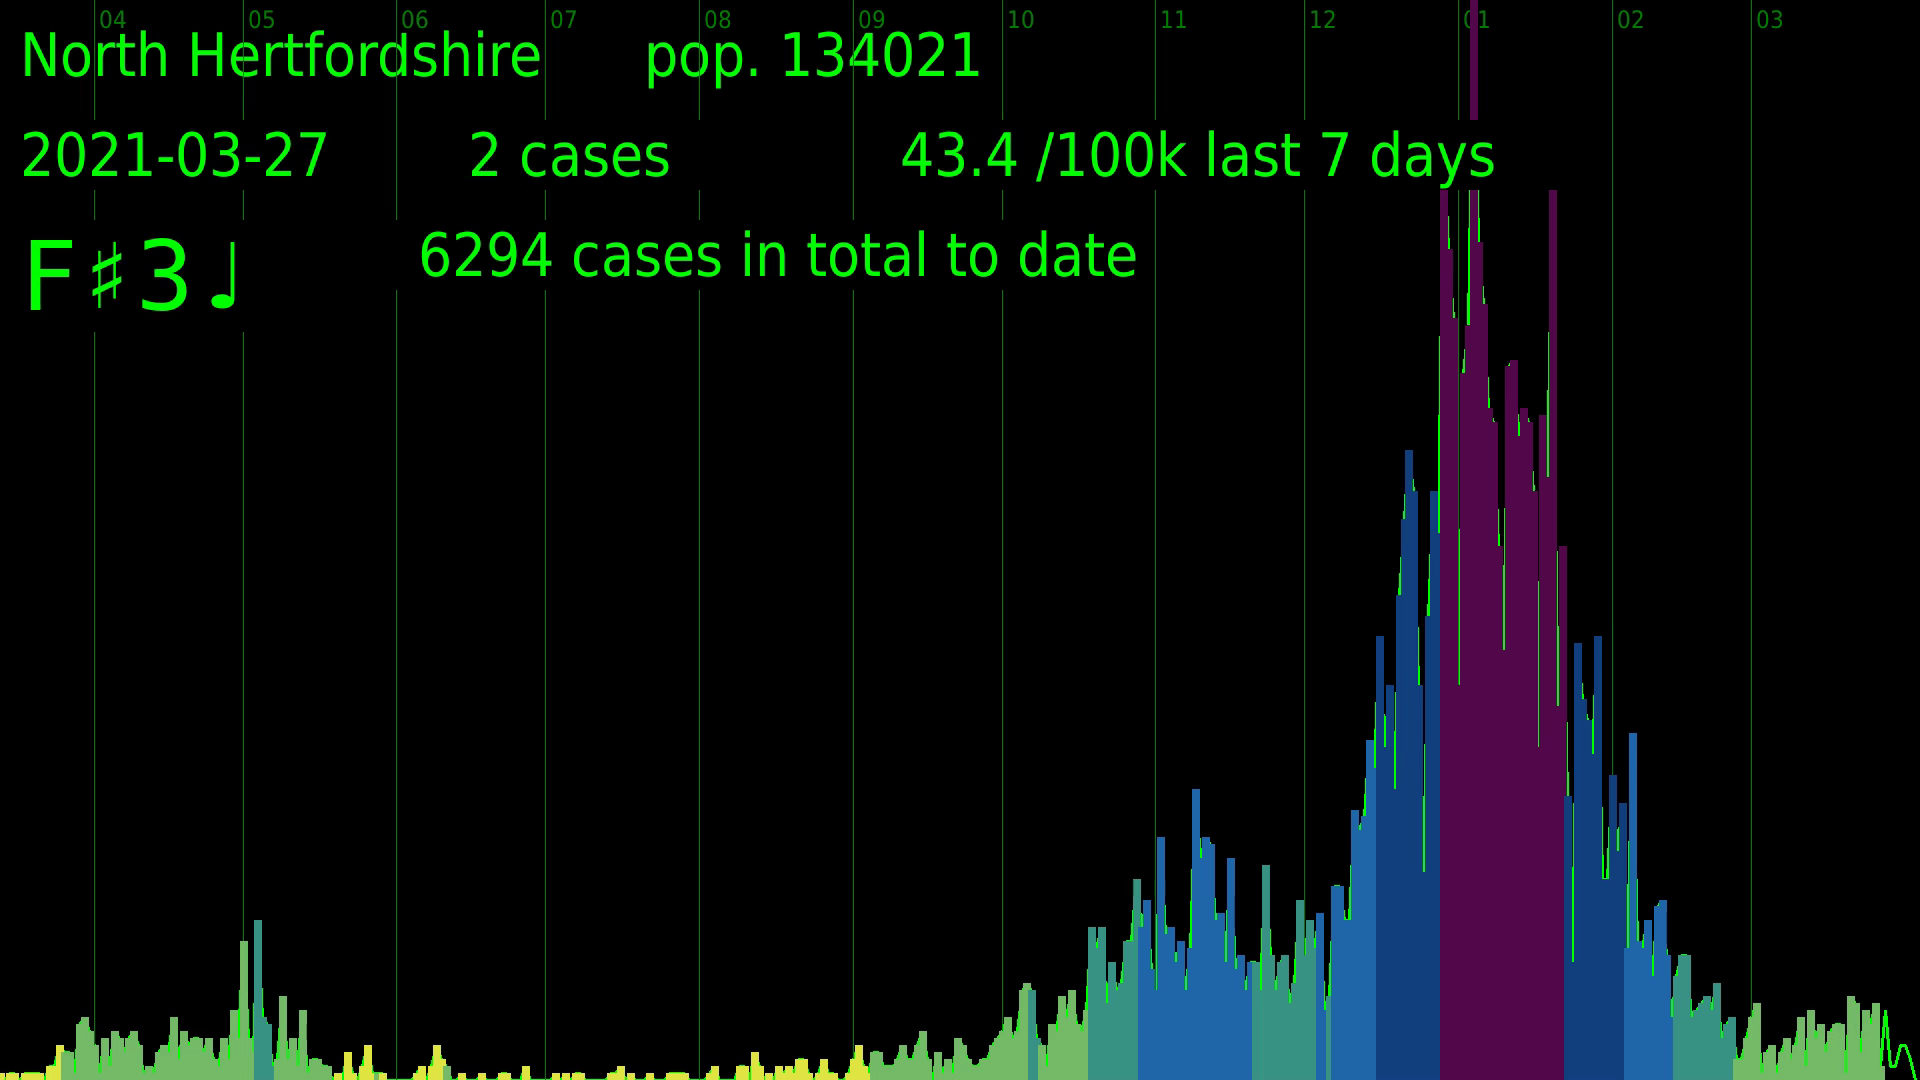 04 05 06 07 08 09 10 11 12 01 02 03
North Hertfordshire pop. 134021
2021-03-27 2 cases 43.4 /100k last 7 days
F♯3♩ 6294 cases in total to date